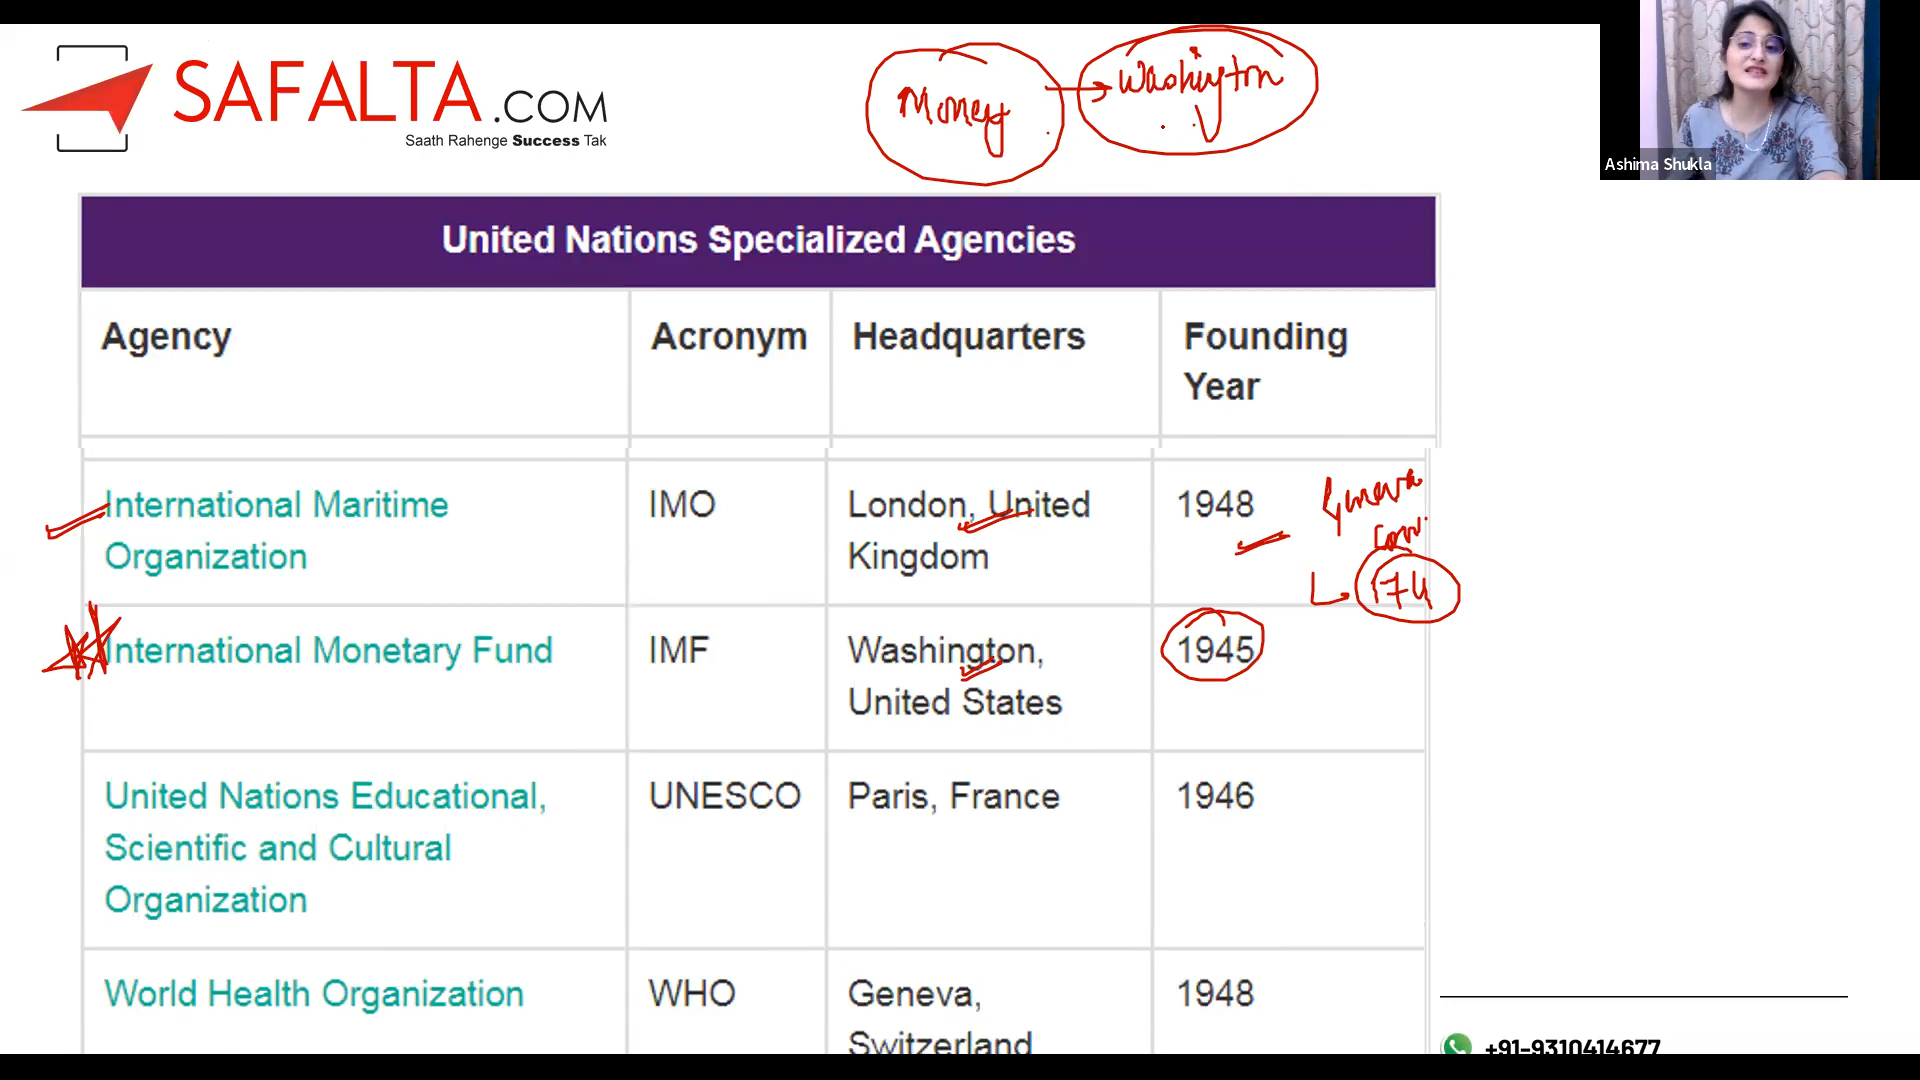 SAFALTA.COM
Saath Rahenge Success Tak
Money
Washington
Ashima Shukla
United Nations Specialized Agencies
Agency Acronym Headquarters Founding
Year
International Maritime IMO London, United 1948
Organization Kingdom
Geneva
174
International Monetary Fund IMF Washington, 1945
United States
United Nations Educational, UNESCO Paris, France 1946
Scientific and Cultural
Organization
World Health Organization WHO Geneva, 1948
Switzerland
+91-9310414677